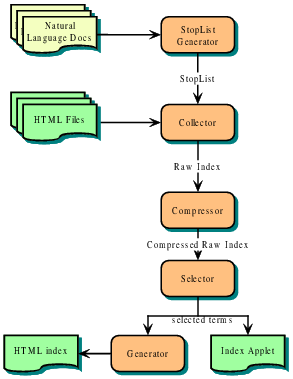 Natural
Language Docs
StopList
Generator
StopList
HTML Files
Collector
Raw Index
Compressor
Compressed Raw Index
Selector
selected terms
HTML index
Generator
Index Applet